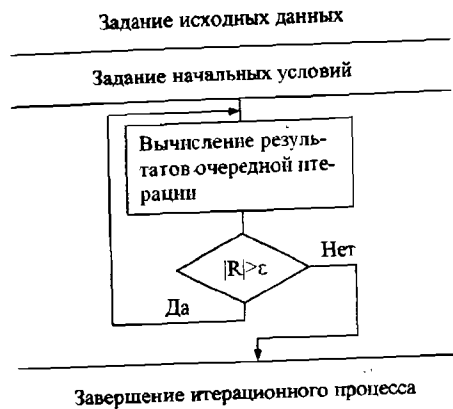 Задание исходных данных
Задание начальных условий
Вычисление резуль-
татов очередной ите-
рации
|R|>ε
Нет
Да
Завершение итерационного процесса